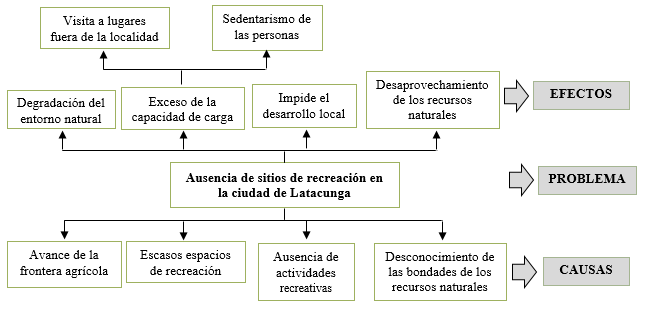 Visita a lugares
fuera de la localidad
Sedentarismo de
las personas
Degradación del
entorno natural
Exceso de la
capacidad de carga
Impide el
desarrollo local
Desaprovechamiento
de los recursos
naturales
EFECTOS
Ausencia de sitios de recreación en
la ciudad de Latacunga
PROBLEMA
Avance de la
frontera agrícola
Escasos espacios
de recreación
Ausencia de
actividades
recreativas
Desconocimiento de
las bondades de los
recursos naturales
CAUSAS